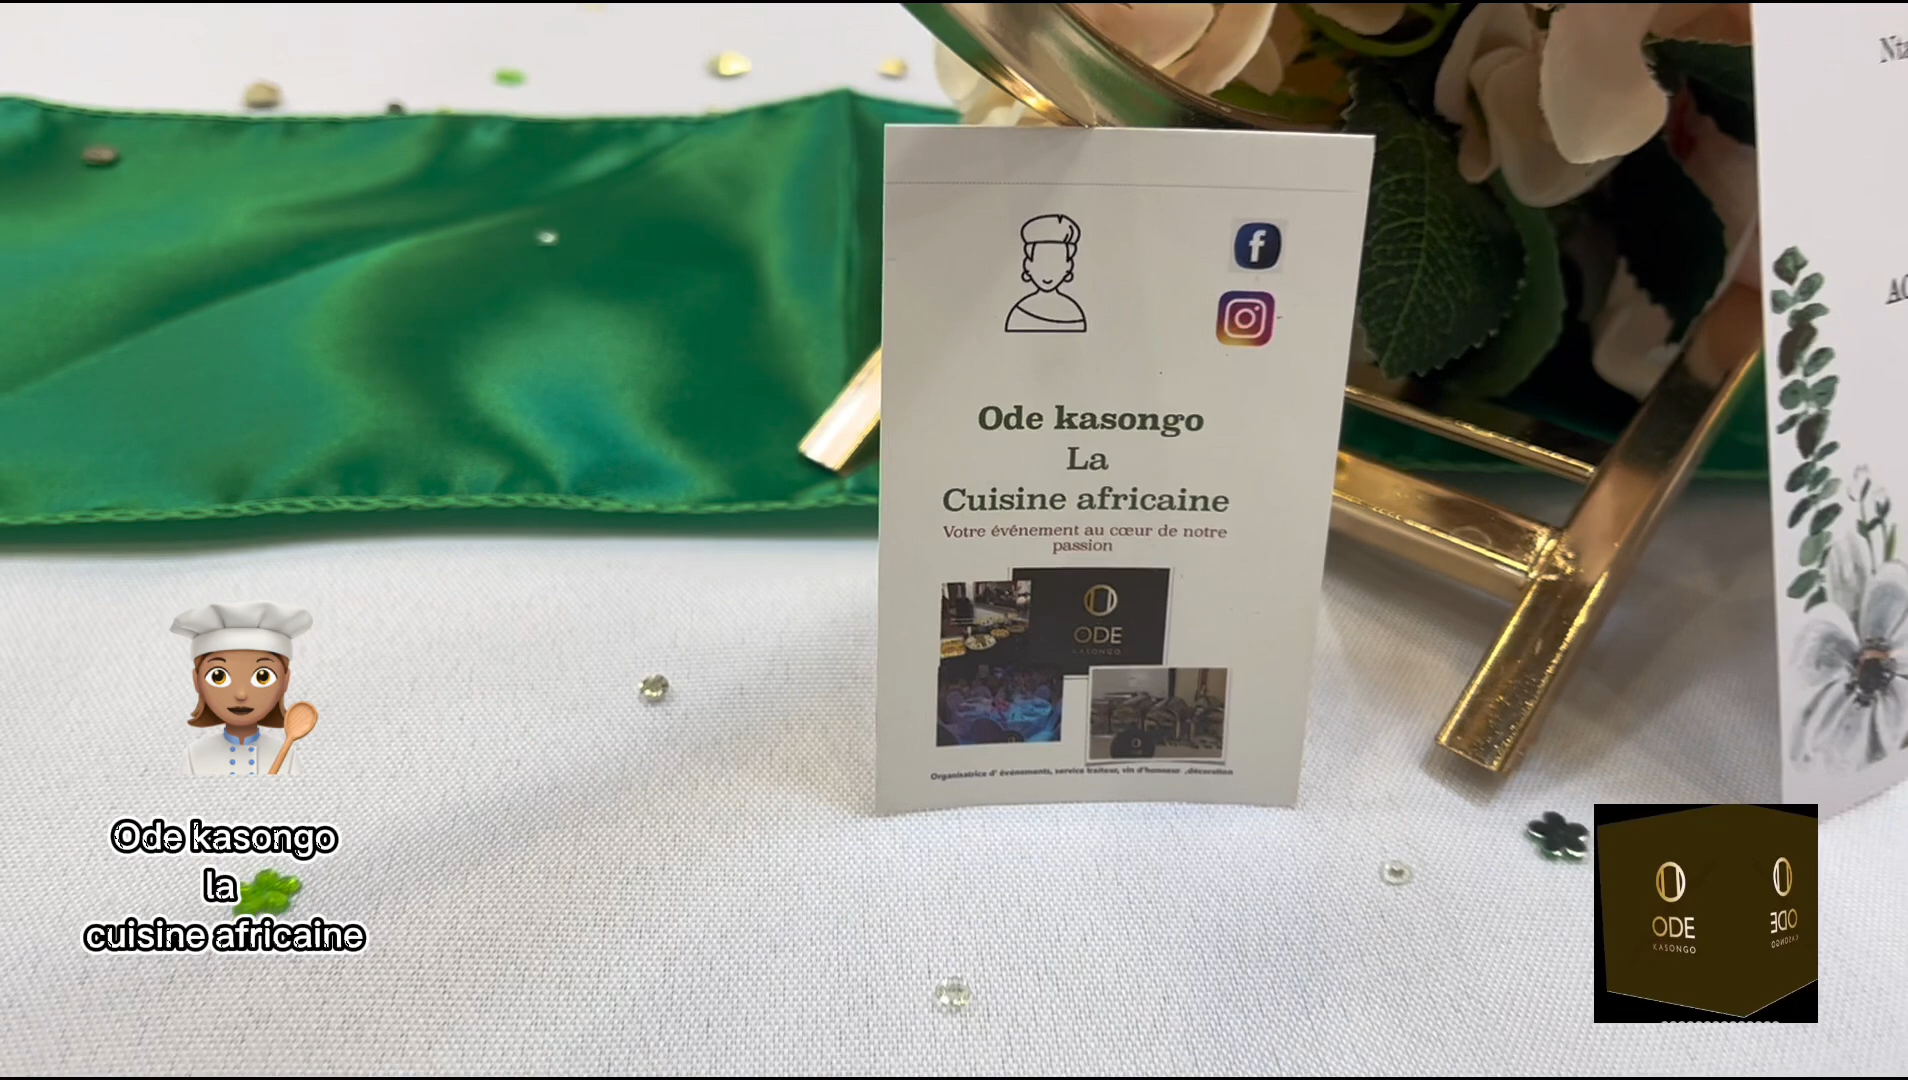 Ode kasongo
La
Cuisine africaine
Votre événement au cœur de notre
passion
ODE
KASONGO
Organisatrice d' événements, service traiteur, vin d'honneur ,décoration
Ode kasongo
la
cuisine africaine
ODE
KASONGO
ODE
KASONGO